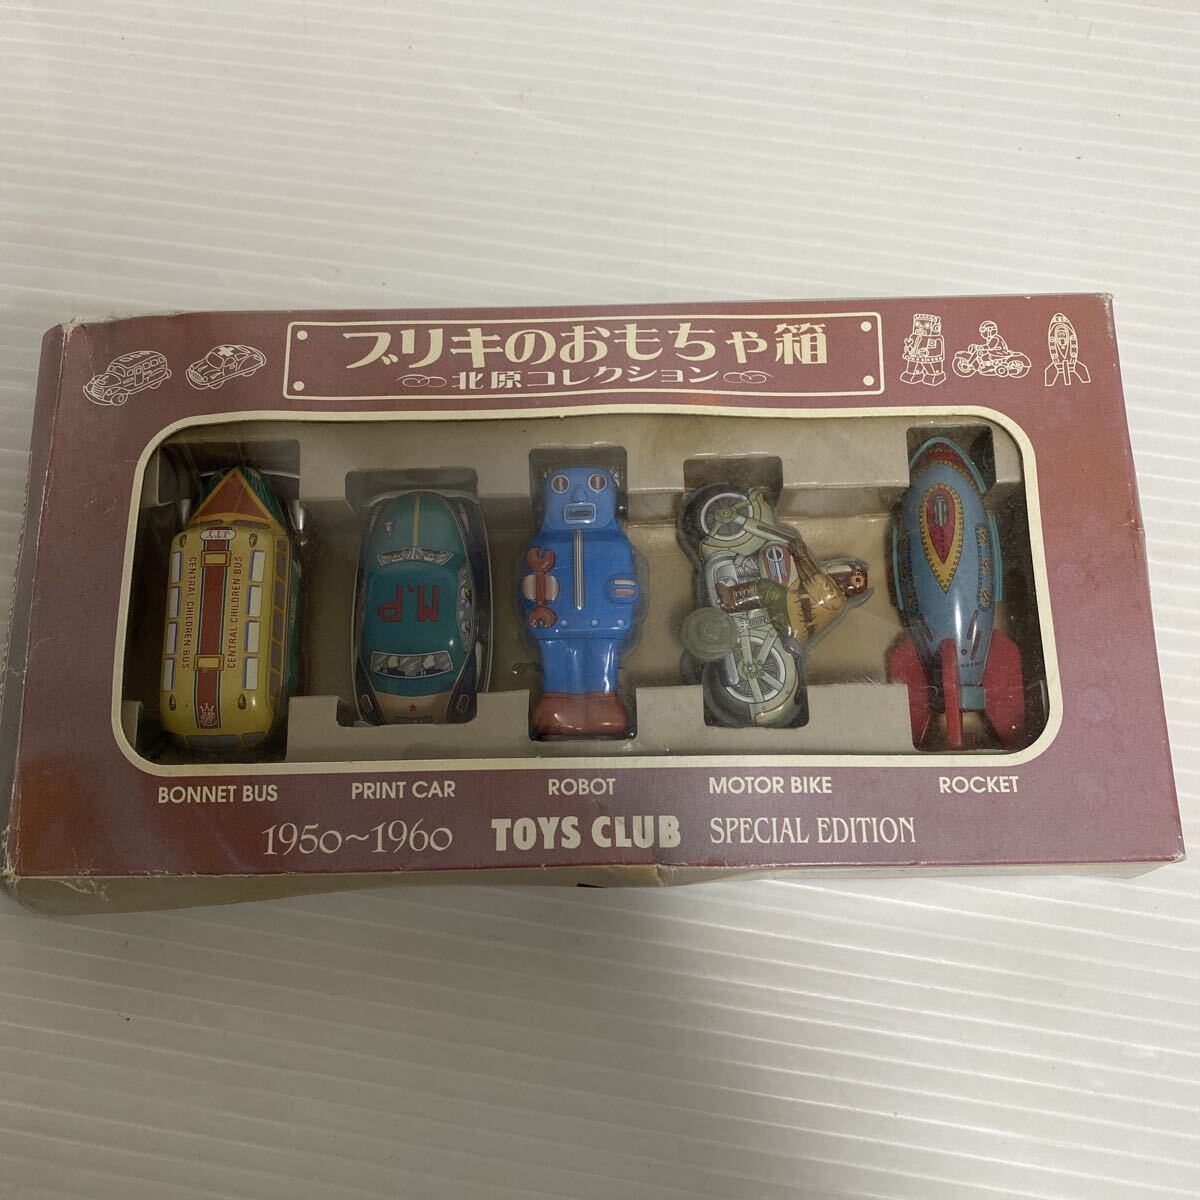 ブリキのおもちゃ箱
北原コレクション
JTY
CENTRAL CHILDREN BUS
CENTRAL CHILDREN BUS
M.P
BONNET BUS
PRINT CAR
ROBOT
MOTOR BIKE
ROCKET
1950~1960 TOYS CLUB SPECIAL EDITION